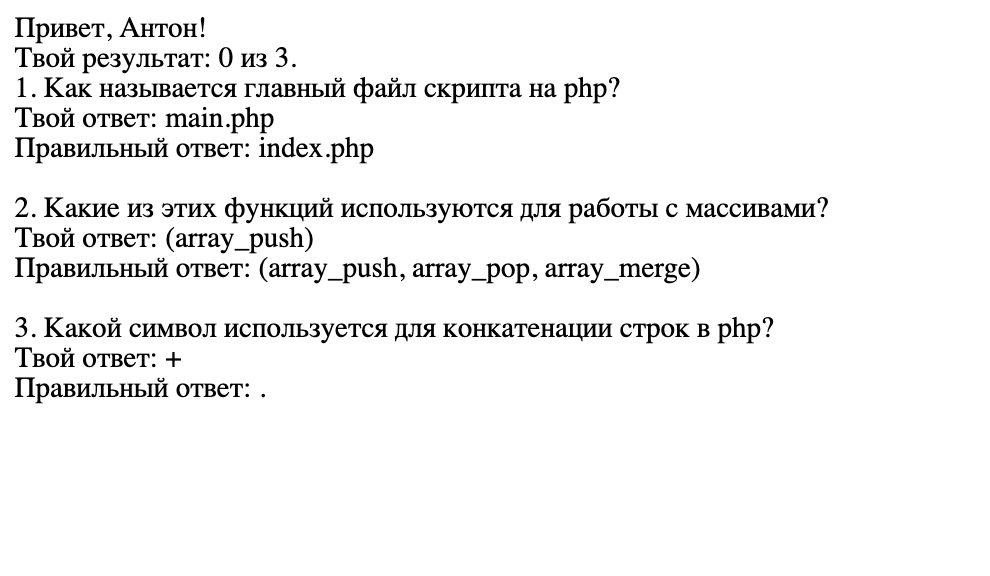 Привет, Антон!
Твой результат: 0 из 3.
1. Как называется главный файл скрипта на php?
Твой ответ: main.php
Правильный ответ: index.php
2. Какие из этих функций используются для работы с массивами?
Твой ответ: (array_push)
Правильный ответ: (array_push, array_pop, array_merge)
3. Какой символ используется для конкатенации строк в php?
Твой ответ: +
Правильный ответ: .